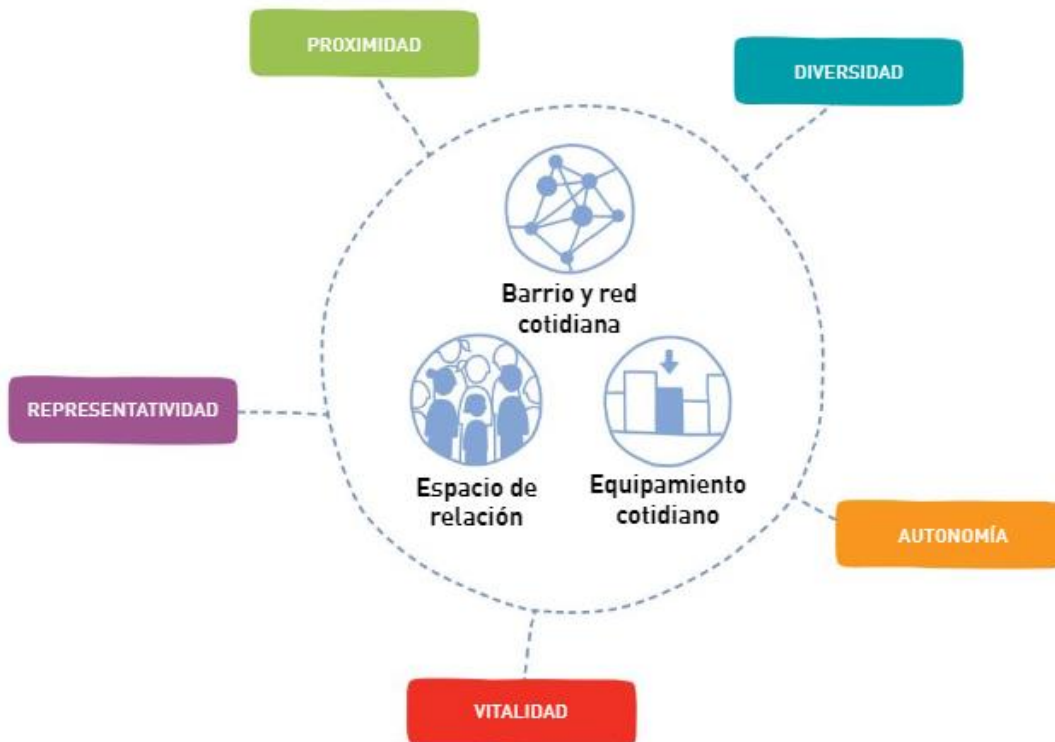 PROXIMIDAD
DIVERSIDAD
Barrio y red
cotidiana
REPRESENTATIVIDAD
Espacio de
relación
Equipamiento
cotidiano
AUTONOMÍA
VITALIDAD